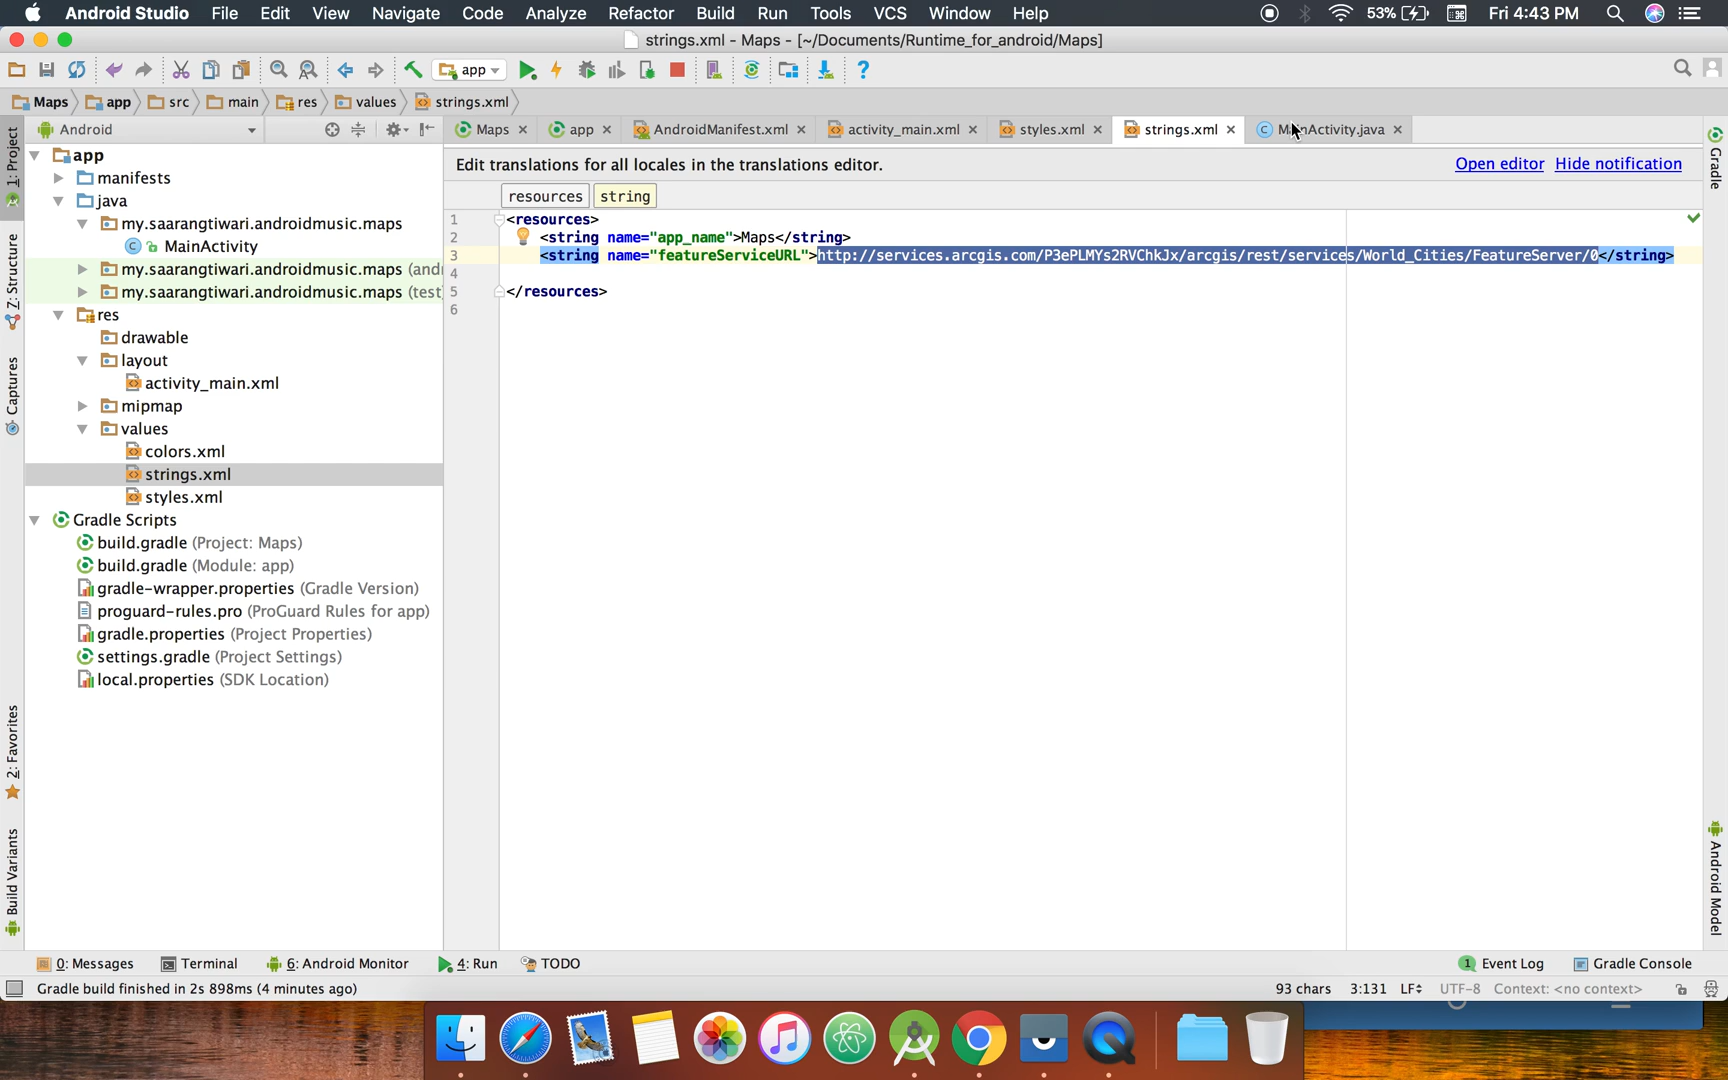 Android Studio File Edit View Navigate Code Analyze Refactor Build Run Tools VCS Window Help 53% Fri 4:43 PM
strings.xml - Maps - [~/Documents/Runtime_for_android/Maps]
app
Maps app src main res values strings.xml
1: Project
Android
Maps app AndroidManifest.xml activity_main.xml styles.xml strings.xml MainActivity.java
Edit translations for all locales in the translations editor. Open editor Hide notification
resources string
app
manifests
java
my.saarangtiwari.androidmusic.maps
MainActivity
my.saarangtiwari.androidmusic.maps (and
my.saarangtiwari.androidmusic.maps (test
res
drawable
layout
activity_main.xml
mipmap
values
colors.xml
strings.xml
styles.xml
Gradle Scripts
build.gradle (Project: Maps)
build.gradle (Module: app)
gradle-wrapper.properties (Gradle Version)
proguard-rules.pro (ProGuard Rules for app)
gradle.properties (Project Properties)
settings.gradle (Project Settings)
local.properties (SDK Location)
1 <resources>
2 <string name="app_name">Maps</string>
3 <string name="featureServiceURL">http://services.arcgis.com/P3ePLMYs2RVChkJx/arcgis/rest/services/World_Cities/FeatureServer/0</string>
4
5 </resources>
6
Z: Structure
Captures
2: Favorites
Build Variants
Gradle
Android Model
0: Messages Terminal 6: Android Monitor 4: Run TODO 1 Event Log Gradle Console
Gradle build finished in 2s 898ms (4 minutes ago) 93 chars 3:131 LF UTF-8 Context: <no context>